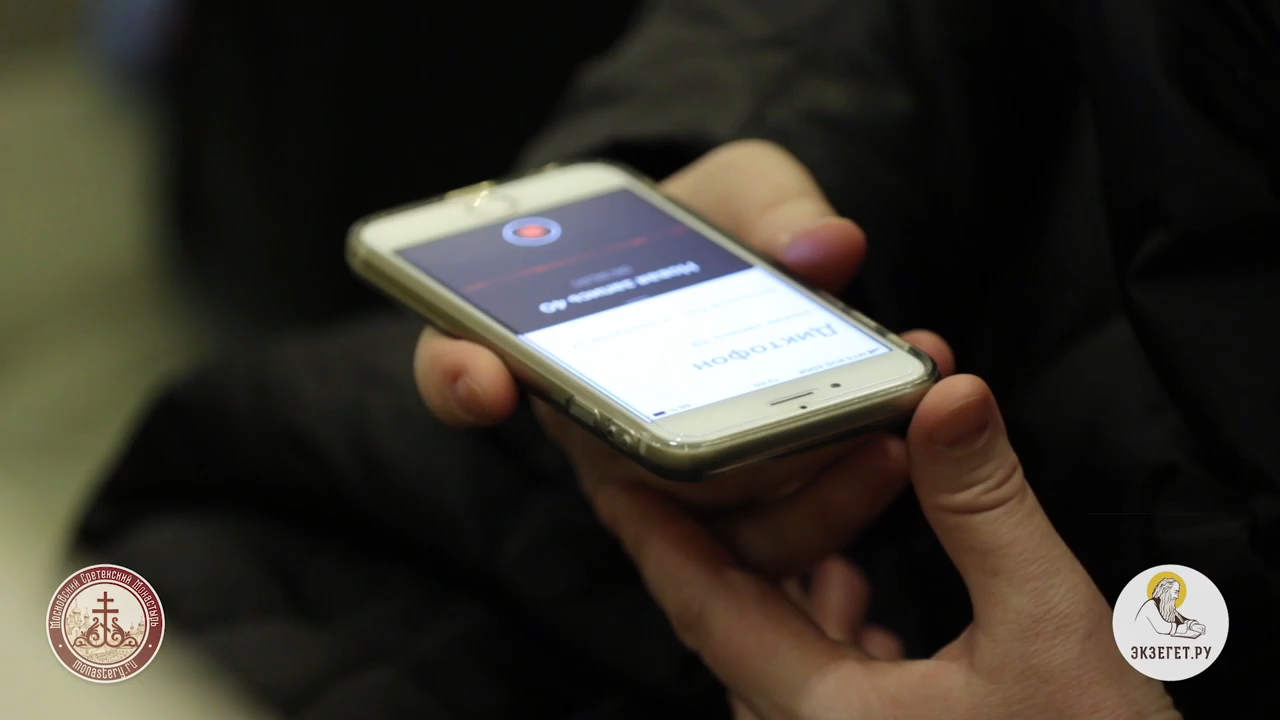 Диктофон
Новая запись 40
Московский Сретенский Монастырь
monastery.ru
ЭКЗЕГЕТ.РУ